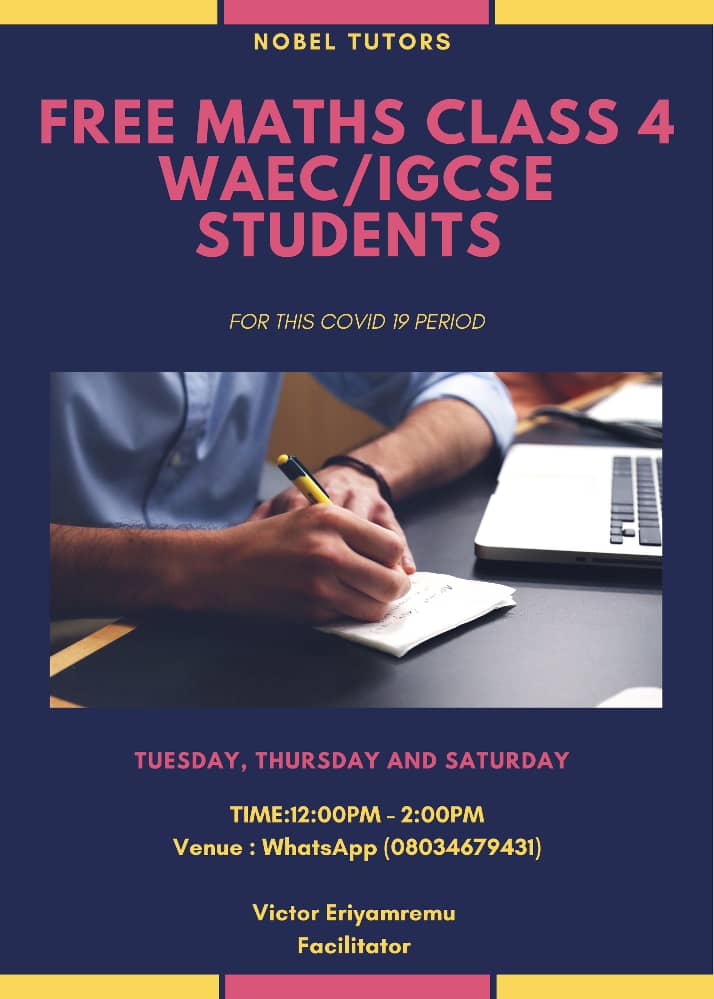 NOBEL TUTORS
FREE MATHS CLASS 4
WAEC/IGCSE
STUDENTS
FOR THIS COVID 19 PERIOD
TUESDAY, THURSDAY AND SATURDAY
TIME:12:00PM - 2:00PM
Venue : WhatsApp (08034679431)
Victor Eriyamremu
Facilitator